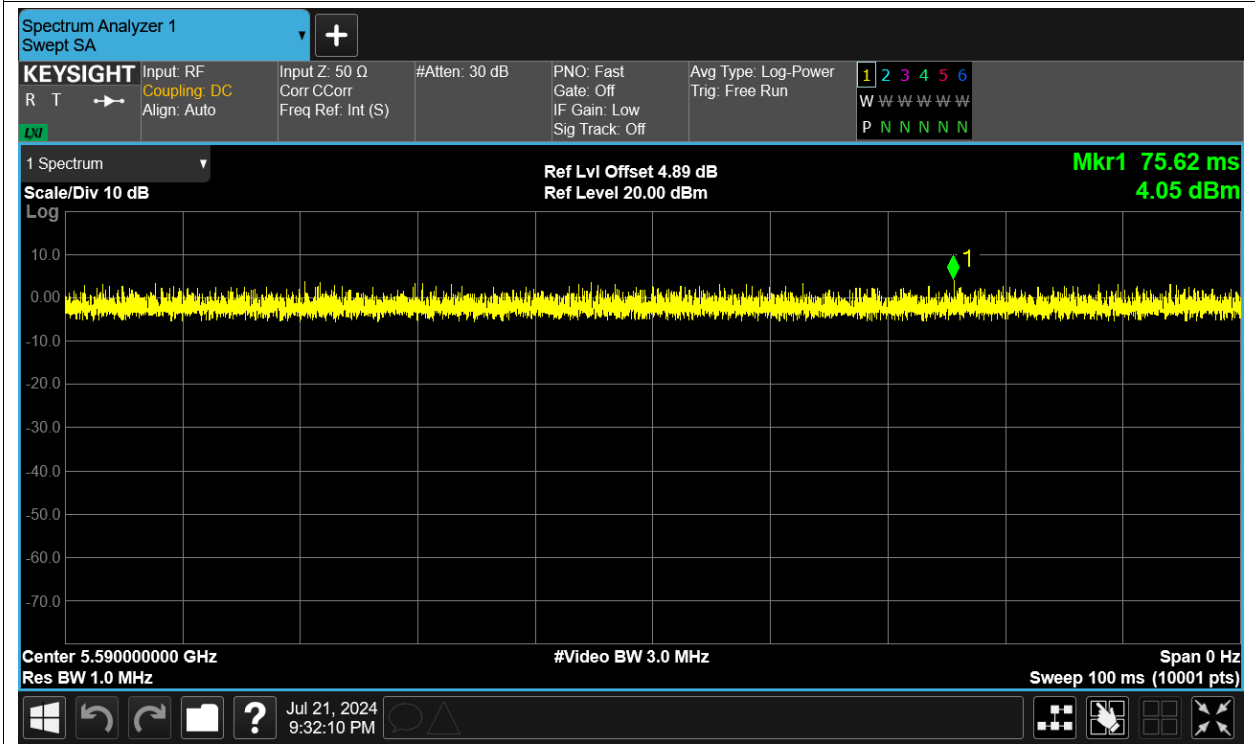 Spectrum Analyzer 1
Swept SA
KEYSIGHT
R T
LXI
Input: RF
Coupling: DC
Align: Auto
Input Z: 50 Ω
Corr CCorr
Freq Ref: Int (S)
#Atten: 30 dB
PNO: Fast
Gate: Off
IF Gain: Low
Sig Track: Off
Avg Type: Log-Power
Trig: Free Run
1 2 3 4 5 6
W W W W W W
P N N N N N
1 Spectrum
Scale/Div 10 dB
Ref Lvl Offset 4.89 dB
Ref Level 20.00 dBm
Mkr1 75.62 ms
4.05 dBm
Log
1
10.0
0.00
-10.0
-20.0
-30.0
-40.0
-50.0
-60.0
-70.0
Center 5.590000000 GHz
#Video BW 3.0 MHz
Span 0 Hz
Res BW 1.0 MHz
Sweep 100 ms (10001 pts)
?
Jul 21, 2024
9:32:10 PM